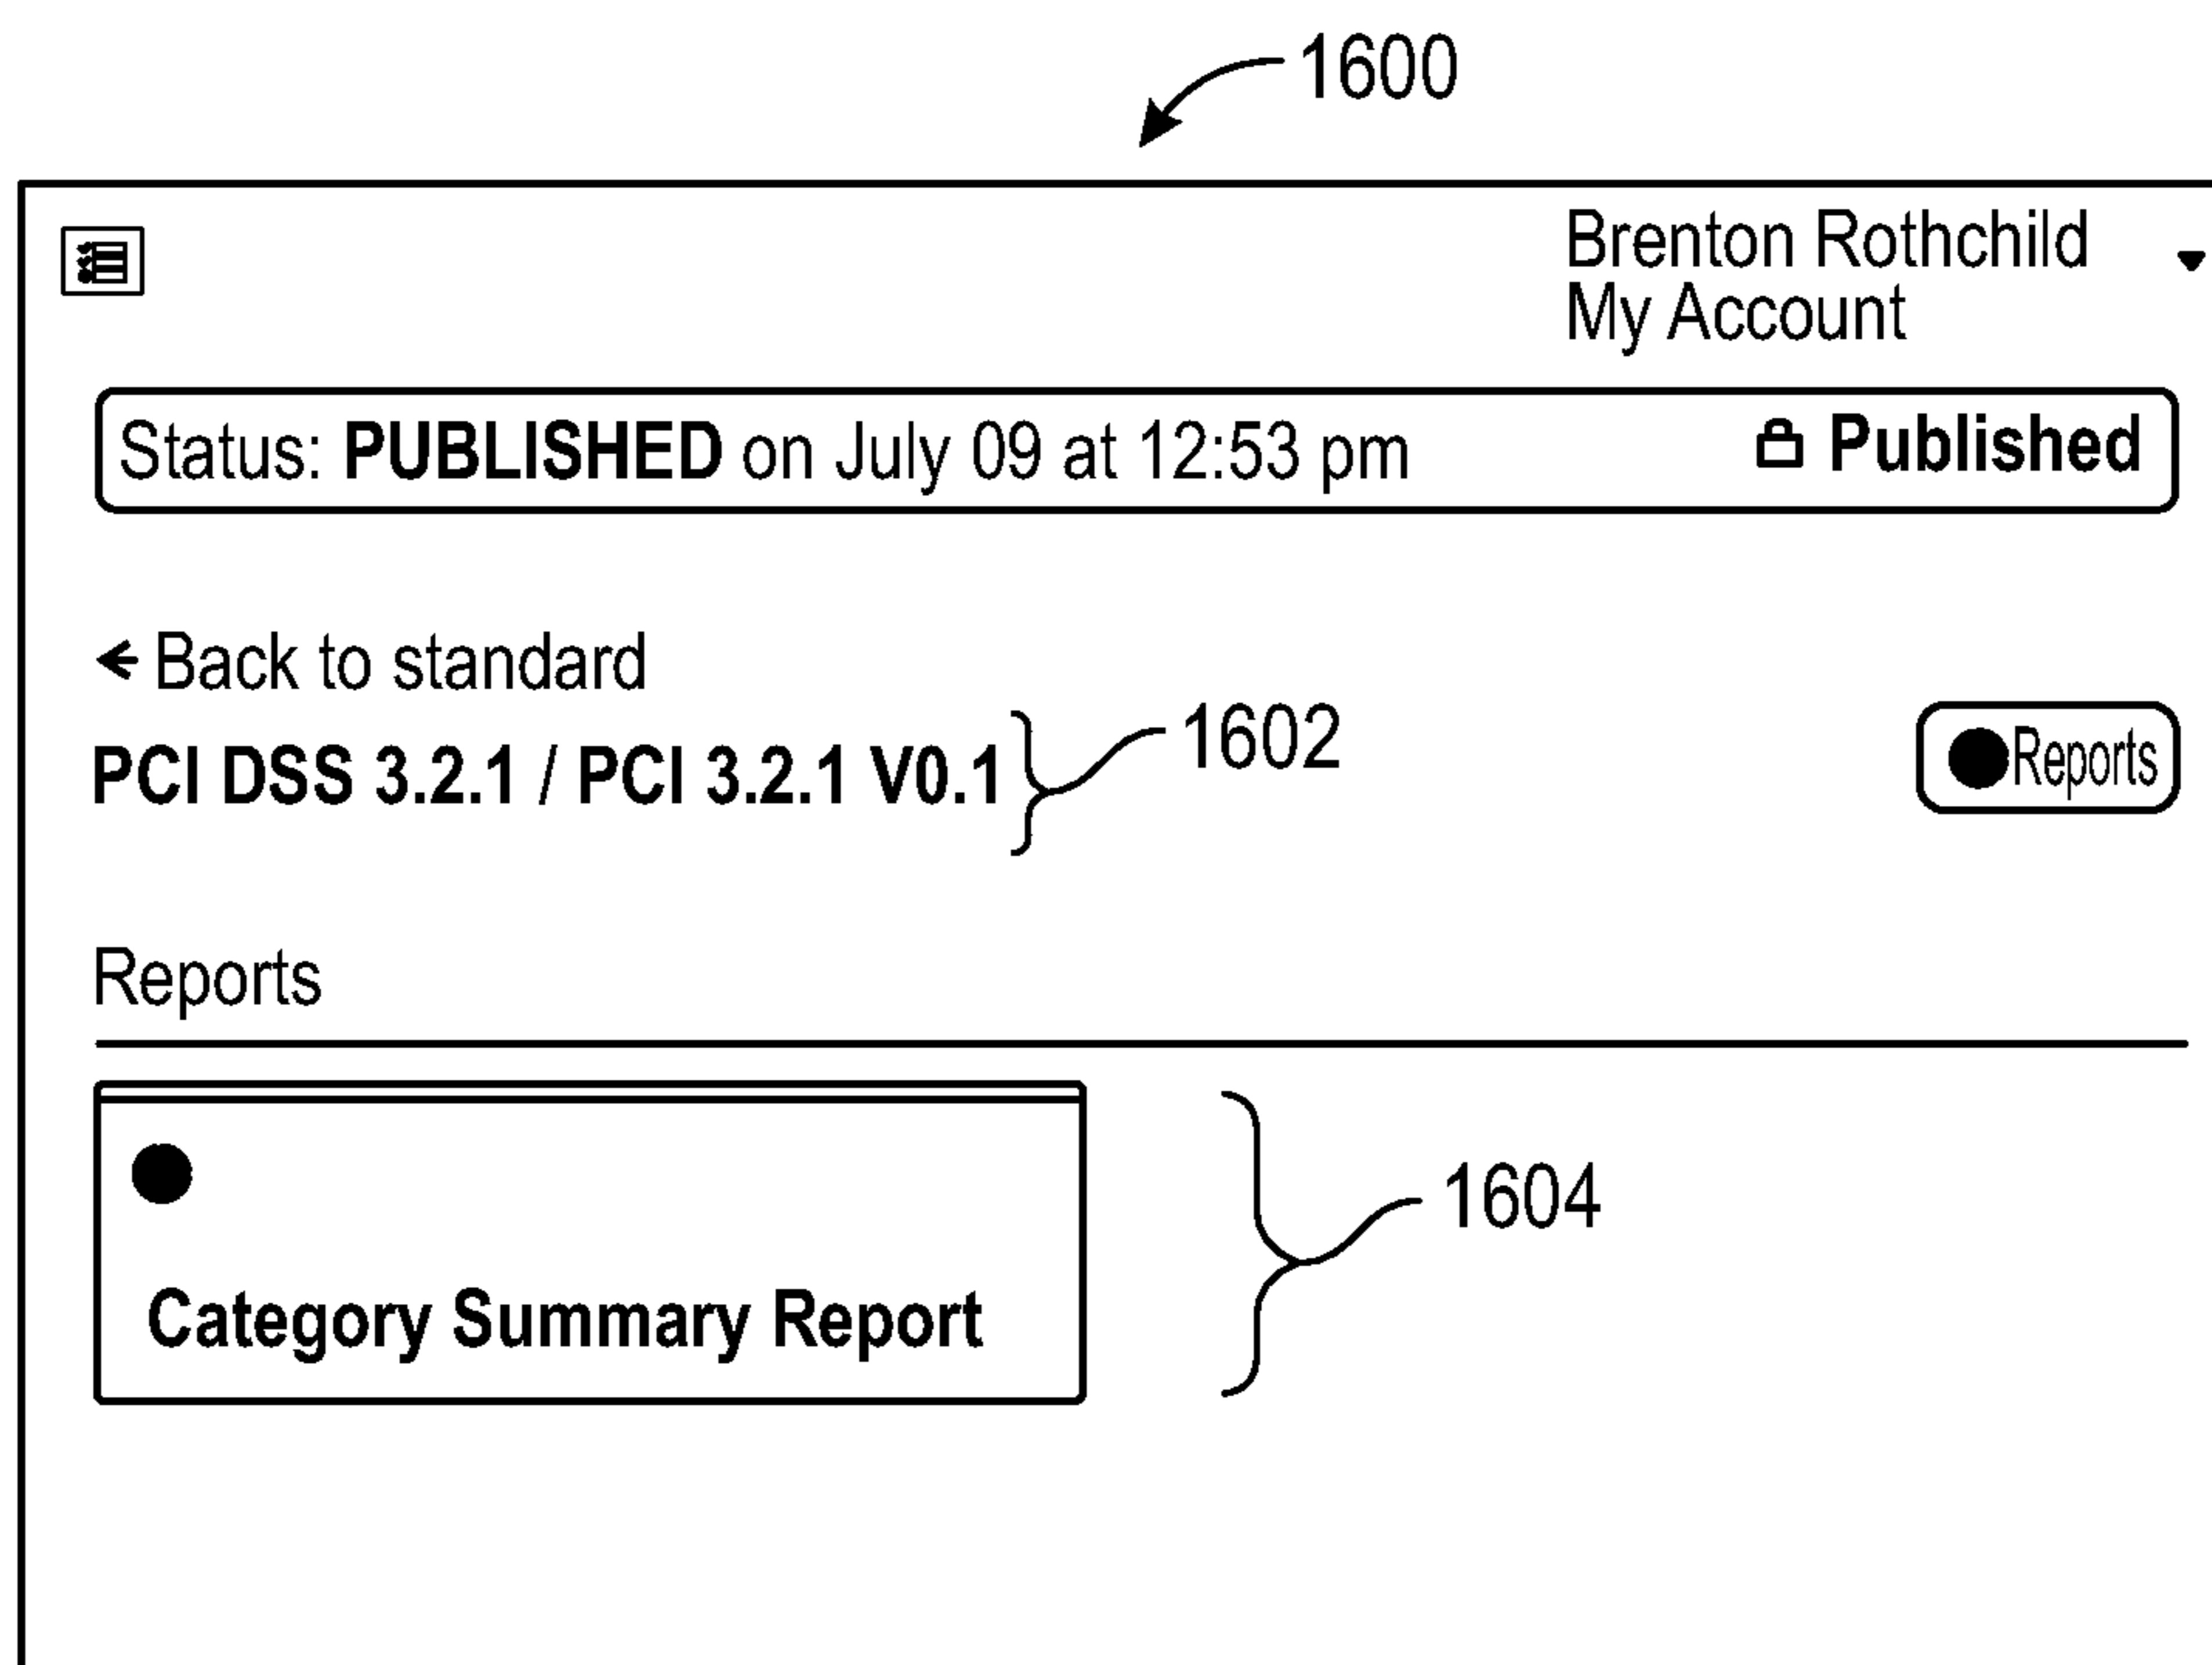 1600
Brenton Rothchild
My Account
Status: PUBLISHED on July 09 at 12:53 pm
Published
Back to standard
PCI DSS 3.2.1 / PCI 3.2.1 V0.1
1602
Reports
Reports
Category Summary Report
1604